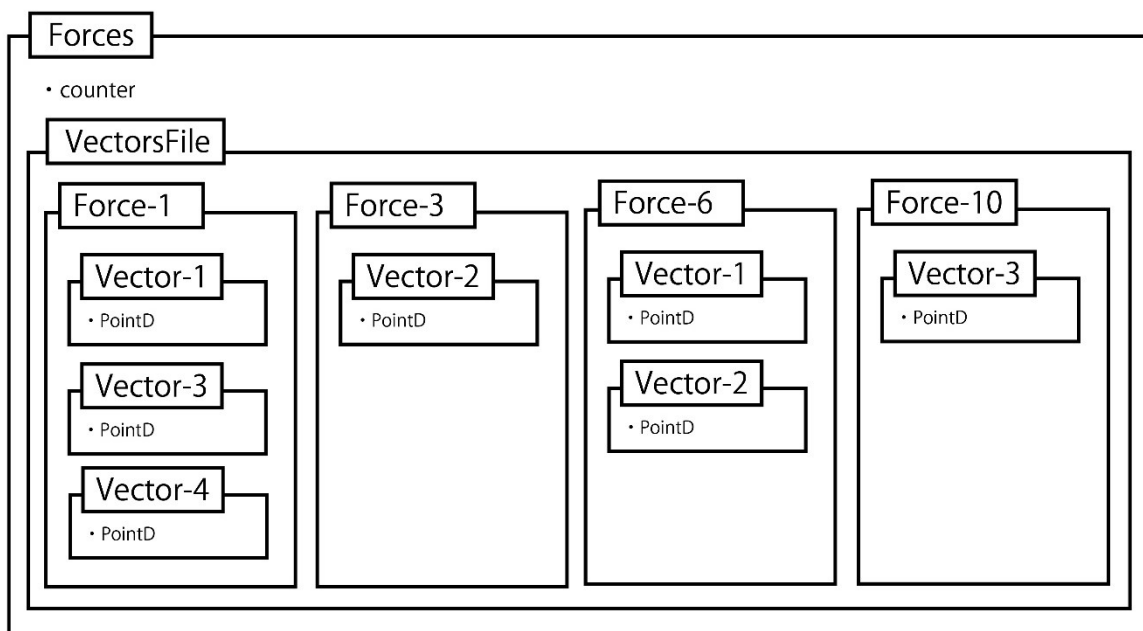 Forces
・counter
VectorsFile
Force-1
Vector-1
・PointD
Vector-3
・PointD
Vector-4
・PointD
Force-3
Vector-2
・PointD
Force-6
Vector-1
・PointD
Vector-2
・PointD
Force-10
Vector-3
・PointD